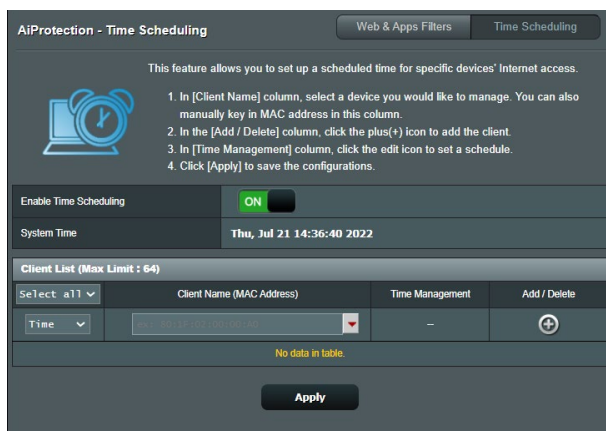 AiProtection - Time Scheduling
Web & Apps Filters
Time Scheduling
This feature allows you to set up a scheduled time for specific devices' Internet access.
1. In [Client Name] column, select a device you would like to manage. You can also
manually key in MAC address in this
column.
2. In the [Add / Delete] column, click the plus(+) icon to add the
client.
3. In [Time Management] column, click the edit icon to set a
schedule.
4. Click [Apply] to save the configurations.
Enable Time Scheduling
ON
System Time
Thu, Jul 21 14:36:40 2022
Client List (Max Limit : 64)
Select all
Client Name (MAC Address)
Time Management
Add / Delete
Time
ex:
–
No data in table.
Apply